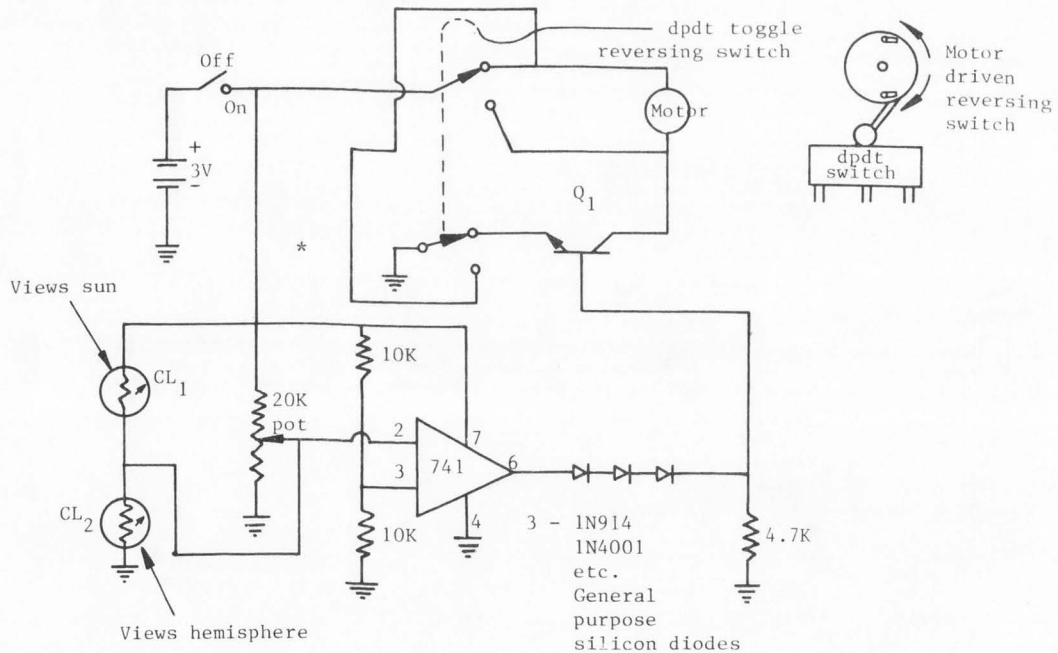 Off
On
+
3V
-
dpdt toggle
reversing switch
Motor
Q1
Motor
driven
reversing
switch
dpdt
switch
*
Views sun
CL1
20K
pot
10K
2
3
741
7
6
4
10K
CL2
Views hemisphere
3 - 1N914
1N4001
etc.
General
purpose
silicon diodes
4.7K